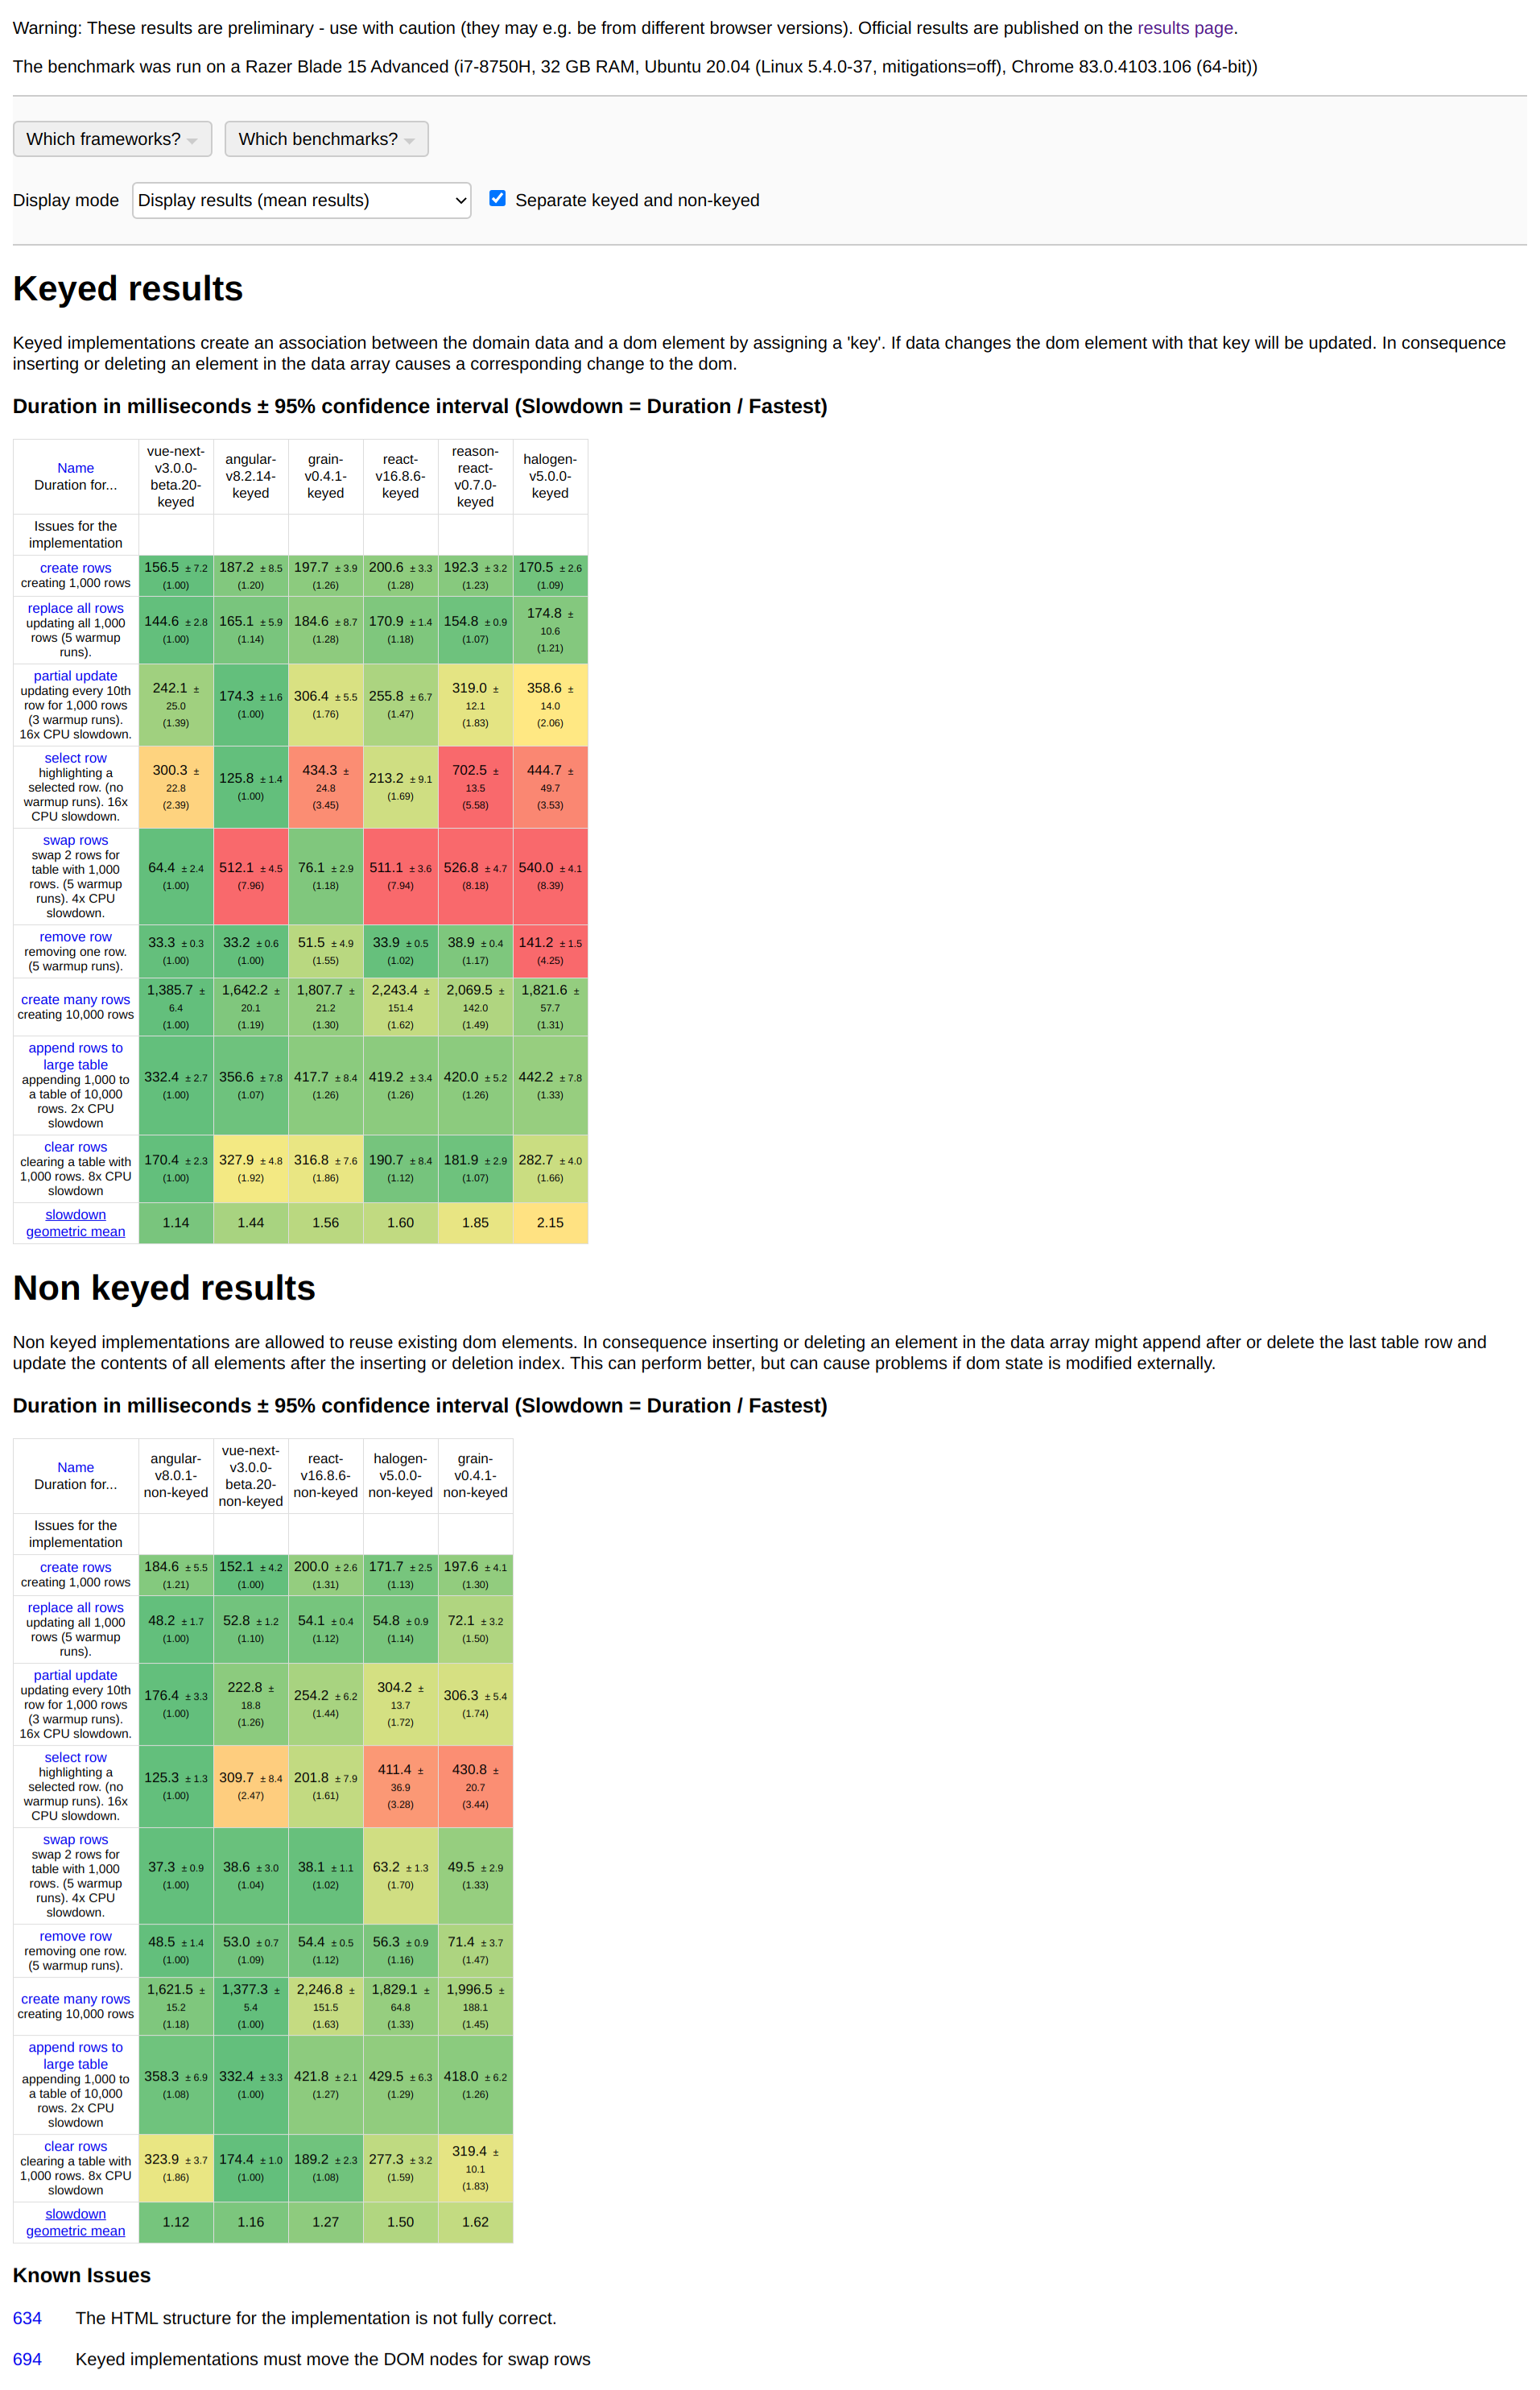 Warning: These results are preliminary - use with caution (they may e.g. be from different browser versions). Official results are published on the results page.
The benchmark was run on a Razer Blade 15 Advanced (i7-8750H, 32 GB RAM, Ubuntu 20.04 (Linux 5.4.0-37, mitigations=off), Chrome 83.0.4103.106 (64-bit))
Which frameworks? Which benchmarks?
Display mode Display results (mean results) Separate keyed and non-keyed
Keyed results
Keyed implementations create an association between the domain data and a dom element by assigning a 'key'. If data changes the dom element with that key will be updated. In consequence
inserting or deleting an element in the data array causes a corresponding change to the dom.
Duration in milliseconds ± 95% confidence interval (Slowdown = Duration / Fastest)
Name
Duration for...
vue-next-
v3.0.0-
beta.20-
keyed
angular-
v8.2.14-
keyed
grain-
v0.4.1-
keyed
react-
v16.8.6-
keyed
reason-
react-
v0.7.0-
keyed
halogen-
v5.0.0-
keyed
Issues for the
implementation
create rows
creating 1,000 rows
156.5 ± 7.2
(1.00)
187.2 ± 8.5
(1.20)
197.7 ± 3.9
(1.26)
200.6 ± 3.3
(1.28)
192.3 ± 3.2
(1.23)
170.5 ± 2.6
(1.09)
replace all rows
updating all 1,000
rows (5 warmup
runs).
144.6 ± 2.8
(1.00)
165.1 ± 5.9
(1.14)
184.6 ± 8.7
(1.28)
170.9 ± 1.4
(1.18)
154.8 ± 0.9
(1.07)
174.8 ±
10.6
(1.21)
partial update
updating every 10th
row for 1,000 rows
(3 warmup runs).
16x CPU slowdown.
242.1 ±
25.0
(1.39)
174.3 ± 1.6
(1.00)
306.4 ± 5.5
(1.76)
255.8 ± 6.7
(1.47)
319.0 ±
12.1
(1.83)
358.6 ±
14.0
(2.06)
select row
highlighting a
selected row. (no
warmup runs). 16x
CPU slowdown.
300.3 ±
22.8
(2.39)
125.8 ± 1.4
(1.00)
434.3 ±
24.8
(3.45)
213.2 ± 9.1
(1.69)
702.5 ±
13.5
(5.58)
444.7 ±
49.7
(3.53)
swap rows
swap 2 rows for
table with 1,000
rows. (5 warmup
runs). 4x CPU
slowdown.
64.4 ± 2.4
(1.00)
512.1 ± 4.5
(7.96)
76.1 ± 2.9
(1.18)
511.1 ± 3.6
(7.94)
526.8 ± 4.7
(8.18)
540.0 ± 4.1
(8.39)
remove row
removing one row.
(5 warmup runs).
33.3 ± 0.3
(1.00)
33.2 ± 0.6
(1.00)
51.5 ± 4.9
(1.55)
33.9 ± 0.5
(1.02)
38.9 ± 0.4
(1.17)
141.2 ± 1.5
(4.25)
create many rows
creating 10,000 rows
1,385.7 ±
6.4
(1.00)
1,642.2 ±
20.1
(1.19)
1,807.7 ±
21.2
(1.30)
2,243.4 ±
151.4
(1.62)
2,069.5 ±
142.0
(1.49)
1,821.6 ±
57.7
(1.31)
append rows to
large table
appending 1,000 to
a table of 10,000
rows. 2x CPU
slowdown
332.4 ± 2.7
(1.00)
356.6 ± 7.8
(1.07)
417.7 ± 8.4
(1.26)
419.2 ± 3.4
(1.26)
420.0 ± 5.2
(1.26)
442.2 ± 7.8
(1.33)
clear rows
clearing a table with
1,000 rows. 8x CPU
slowdown
170.4 ± 2.3
(1.00)
327.9 ± 4.8
(1.92)
316.8 ± 7.6
(1.86)
190.7 ± 8.4
(1.12)
181.9 ± 2.9
(1.07)
282.7 ± 4.0
(1.66)
slowdown
geometric mean
1.14
1.44
1.56
1.60
1.85
2.15
Non keyed results
Non keyed implementations are allowed to reuse existing dom elements. In consequence inserting or deleting an element in the data array might append after or delete the last table row and
update the contents of all elements after the inserting or deletion index. This can perform better, but can cause problems if dom state is modified externally.
Duration in milliseconds ± 95% confidence interval (Slowdown = Duration / Fastest)
Name
Duration for...
angular-
v8.0.1-
non-keyed
vue-next-
v3.0.0-
beta.20-
non-keyed
react-
v16.8.6-
non-keyed
halogen-
v5.0.0-
non-keyed
grain-
v0.4.1-
non-keyed
Issues for the
implementation
create rows
creating 1,000 rows
184.6 ± 5.5
(1.21)
152.1 ± 4.2
(1.00)
200.0 ± 2.6
(1.31)
171.7 ± 2.5
(1.13)
197.6 ± 4.1
(1.30)
replace all rows
updating all 1,000
rows (5 warmup
runs).
48.2 ± 1.7
(1.00)
52.8 ± 1.2
(1.10)
54.1 ± 0.4
(1.12)
54.8 ± 0.9
(1.14)
72.1 ± 3.2
(1.50)
partial update
updating every 10th
row for 1,000 rows
(3 warmup runs).
16x CPU slowdown.
176.4 ± 3.3
(1.00)
222.8 ±
18.8
(1.26)
254.2 ± 6.2
(1.44)
304.2 ±
13.7
(1.72)
306.3 ± 5.4
(1.74)
select row
highlighting a
selected row. (no
warmup runs). 16x
CPU slowdown.
125.3 ± 1.3
(1.00)
309.7 ± 8.4
(2.47)
201.8 ± 7.9
(1.61)
411.4 ±
36.9
(3.28)
430.8 ±
20.7
(3.44)
swap rows
swap 2 rows for
table with 1,000
rows. (5 warmup
runs). 4x CPU
slowdown.
37.3 ± 0.9
(1.00)
38.6 ± 3.0
(1.04)
38.1 ± 1.1
(1.02)
63.2 ± 1.3
(1.70)
49.5 ± 2.9
(1.33)
remove row
removing one row.
(5 warmup runs).
48.5 ± 1.4
(1.00)
53.0 ± 0.7
(1.09)
54.4 ± 0.5
(1.12)
56.3 ± 0.9
(1.16)
71.4 ± 3.7
(1.47)
create many rows
creating 10,000 rows
1,621.5 ±
15.2
(1.18)
1,377.3 ±
5.4
(1.00)
2,246.8 ±
151.5
(1.63)
1,829.1 ±
64.8
(1.33)
1,996.5 ±
188.1
(1.45)
append rows to
large table
appending 1,000 to
a table of 10,000
rows. 2x CPU
slowdown
358.3 ± 6.9
(1.08)
332.4 ± 3.3
(1.00)
421.8 ± 2.1
(1.27)
429.5 ± 6.3
(1.29)
418.0 ± 6.2
(1.26)
clear rows
clearing a table with
1,000 rows. 8x CPU
slowdown
323.9 ± 3.7
(1.86)
174.4 ± 1.0
(1.00)
189.2 ± 2.3
(1.08)
277.3 ± 3.2
(1.59)
319.4 ±
10.1
(1.83)
slowdown
geometric mean
1.12
1.16
1.27
1.50
1.62
Known Issues
634 The HTML structure for the implementation is not fully correct.
694 Keyed implementations must move the DOM nodes for swap rows